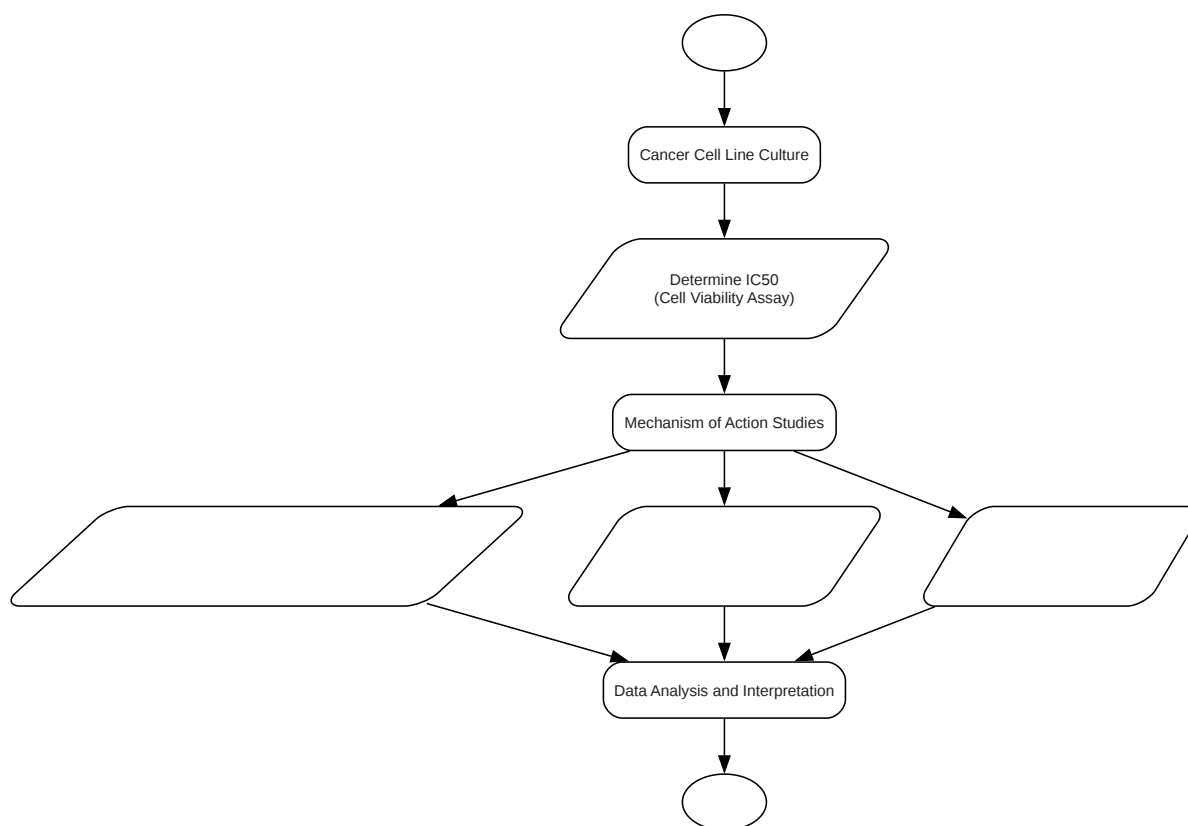 Cancer Cell Line Culture
Determine IC50
(Cell Viability Assay)
Mechanism of Action Studies
Data Analysis and Interpretation